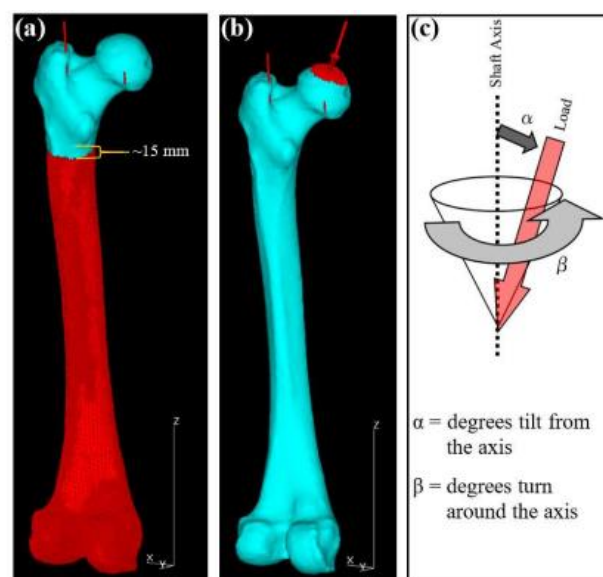 (a)
(b)
(c)
~15 mm
z
x
y
z
x
y
Shaft Axis
α
Load
β
α = degrees tilt from
the axis
β = degrees turn
around the axis